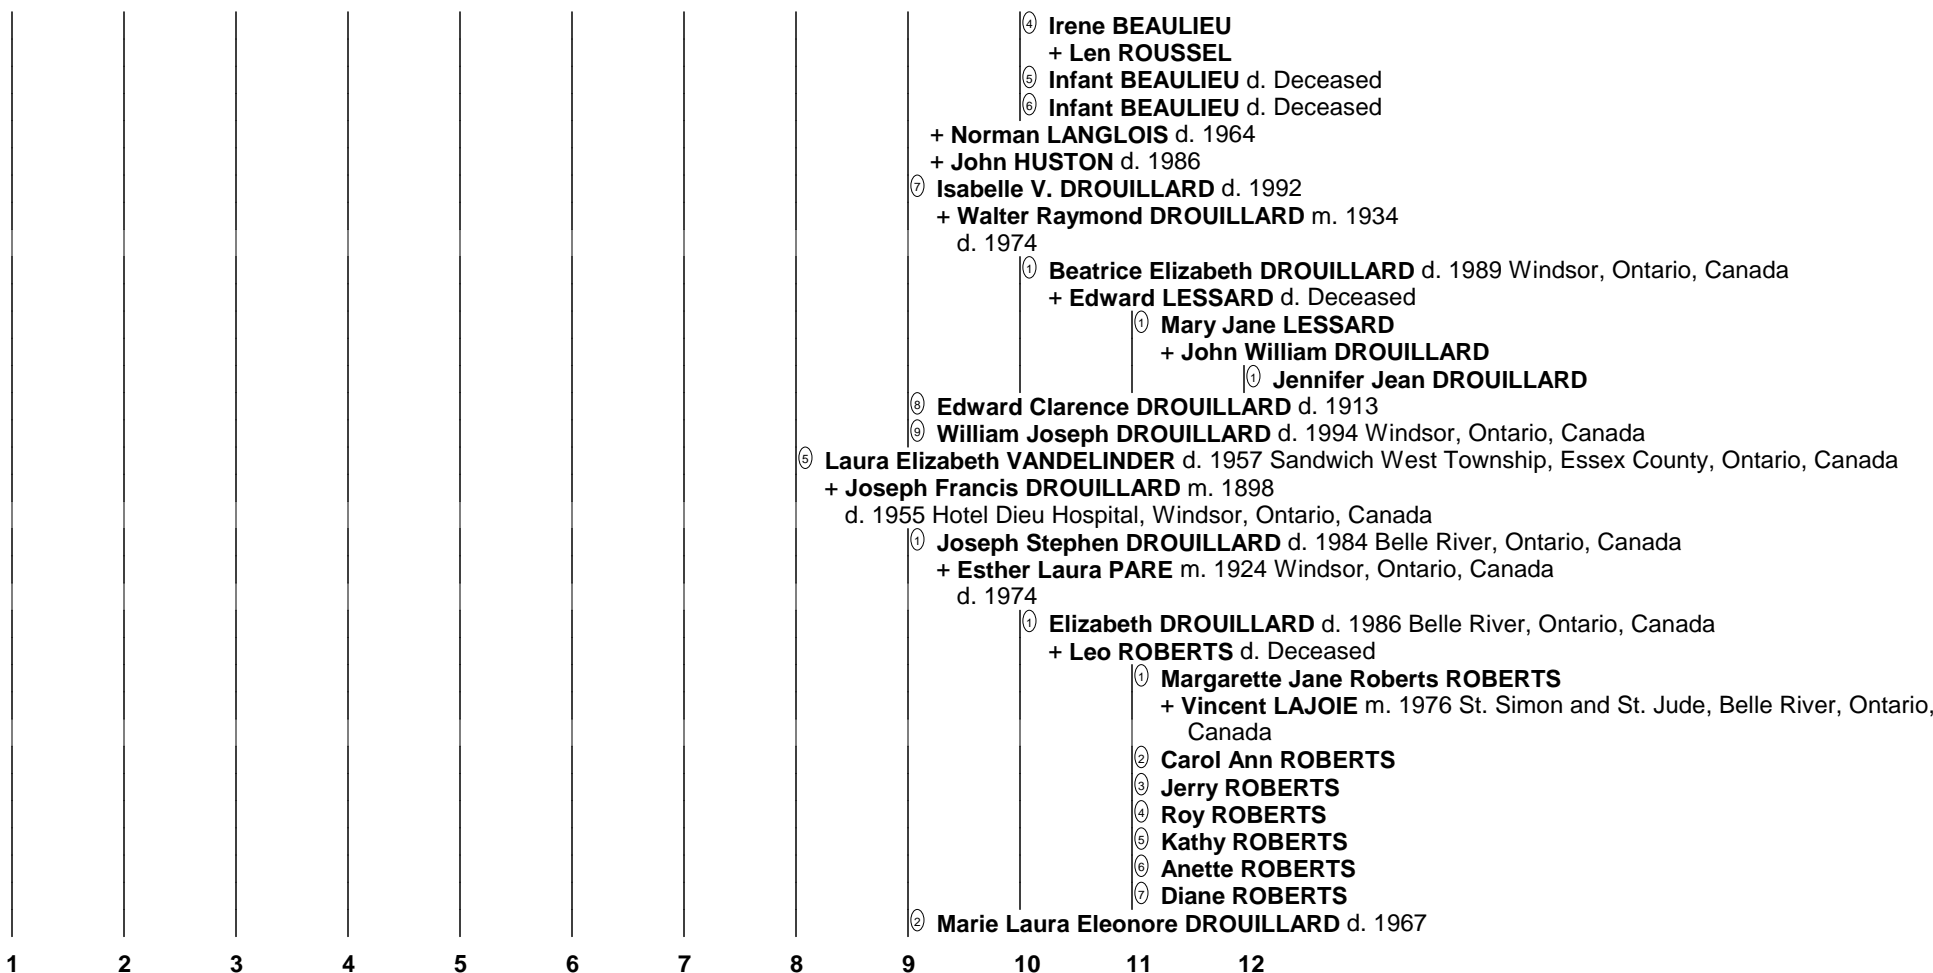 ④ Irene BEAULIEU
+ Len ROUSSEL
⑤ Infant BEAULIEU d. Deceased
⑥ Infant BEAULIEU d. Deceased
+ Norman LANGLOIS d. 1964
+ John HUSTON d. 1986
⑦ Isabelle V. DROUILLARD d. 1992
+ Walter Raymond DROUILLARD m. 1934
d. 1974
① Beatrice Elizabeth DROUILLARD d. 1989 Windsor, Ontario, Canada
+ Edward LESSARD d. Deceased
① Mary Jane LESSARD
+ John William DROUILLARD
① Jennifer Jean DROUILLARD
⑧ Edward Clarence DROUILLARD d. 1913
⑨ William Joseph DROUILLARD d. 1994 Windsor, Ontario, Canada
⑤ Laura Elizabeth VANDELINDER d. 1957 Sandwich West Township, Essex County, Ontario, Canada
+ Joseph Francis DROUILLARD m. 1898
d. 1955 Hotel Dieu Hospital, Windsor, Ontario, Canada
① Joseph Stephen DROUILLARD d. 1984 Belle River, Ontario, Canada
+ Esther Laura PARE m. 1924 Windsor, Ontario, Canada
d. 1974
① Elizabeth DROUILLARD d. 1986 Belle River, Ontario, Canada
+ Leo ROBERTS d. Deceased
① Margarette Jane Roberts ROBERTS
+ Vincent LAJOIE m. 1976 St. Simon and St. Jude, Belle River, Ontario,
Canada
② Carol Ann ROBERTS
③ Jerry ROBERTS
④ Roy ROBERTS
⑤ Kathy ROBERTS
⑥ Anette ROBERTS
⑦ Diane ROBERTS
② Marie Laura Eleonore DROUILLARD d. 1967
1 2 3 4 5 6 7 8 9 10 11 12